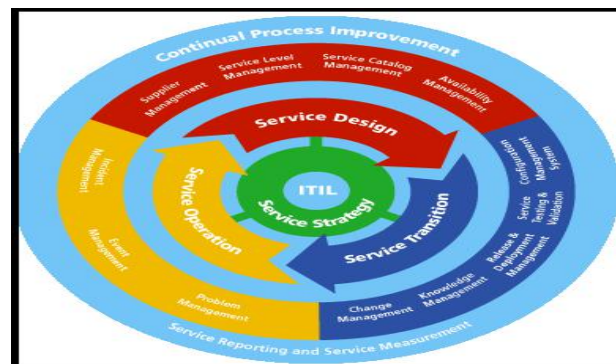 Continual Process Improvement
Supplier
Management
Service Level
Management
Service Catalog
Management
Availability
Management
Service Design
Configuration
Management
System
Service
Testing &
Validation
Release &
Deployment
Management
Knowledge
Management
Change
Management
Service Transition
Problem
Management
Event
Management
Incident
Management
Service Operation
ITIL
Service Strategy
Service Reporting and Service Measurement